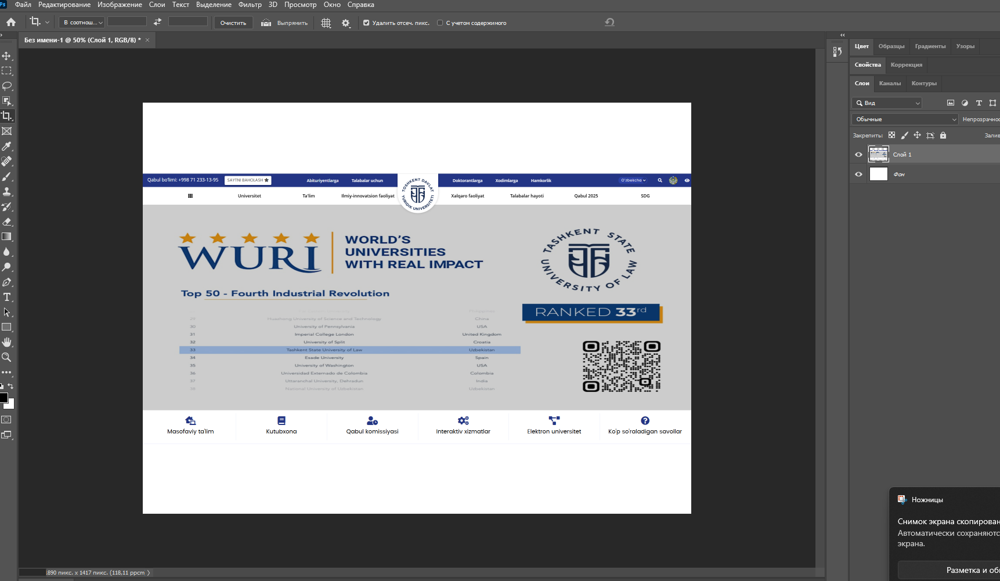 Ps Файл Редактирование Изображение Слои Текст Выделение Фильтр 3D Просмотр Окно Справка
В соотнош... Очистить Выпрямить Удалить отсеч. пикс. С учетом содержимого
Без имени-1 @ 50% (Слой 1, RGB/8) * ×
Цвет Образцы Градиенты Узоры
Свойства Коррекция
Слои Каналы Контуры
Вид
Обычные Непрозрачнос
Закрепить: Залив
Слой 1
Фон
Qabul bo'limi: +998 71 233-13-95 SAYTNI BAHOLASH Abituriyentlarga Talabalar uchun Doktorantlarga Xodimlarga Hamkorlik O'zbekcha
TOSHKENT DAVLAT YURIDIK UNIVERSITETI
Universitet Ta'lim Ilmiy-innovatsion faoliyat Xalqaro faoliyat Talabalar hayoti Qabul 2025 SDG
WURI
WORLD'S
UNIVERSITIES
WITH REAL IMPACT
TASHKENT STATE UNIVERSITY OF LAW
Top 50 - Fourth Industrial Revolution
RANKED 33rd
Philippines
29 Huazhong University of Science and Technology China
30 University of Pennsylvania USA
31 Imperial College London United Kingdom
32 University of Split Croatia
33 Tashkent State University of Law Uzbekistan
34 Esade University Spain
35 University of Washington USA
36 Universidad Externado de Colombia Colombia
37 Uttaranchal University, Dehradun India
38 National University of Uzbekistan Uzbekistan
Masofaviy ta'lim Kutubxona Qabul komissiyasi Interaktiv xizmatlar Elektron universitet Ko'p so'raladigan savollar
Ножницы
Снимок экрана скопирован
Автоматически сохраняютс
экрана.
Разметка и об
890 пикс. x 1417 пикс. (118,11 ppcm)